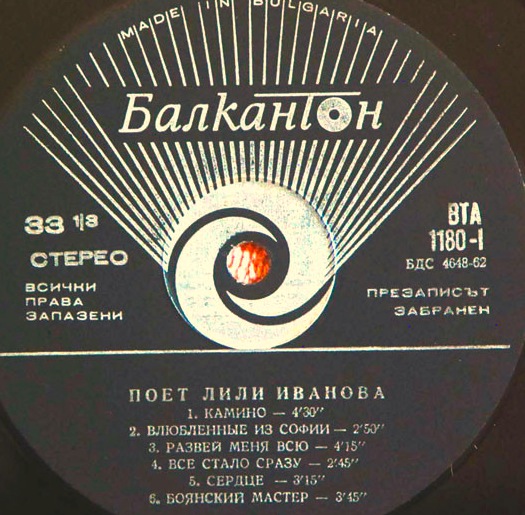 MADE IN BULGARIA
Балкантон
33 1/3
СТЕРЕО
ВСИЧКИ
ПРАВА
ЗАПАЗЕНИ
ВТА
1180-I
БДС 4648-62
ПРЕЗАПИСЪТ
ЗАБРАНЕН
ПОЕТ ЛИЛИ ИВАНОВА
1. КАМИНО — 4'30"
2. ВЛЮБЛЕННЫЕ ИЗ СОФИИ — 2'50"
3. РАЗВЕЙ МЕНЯ ВСЮ — 4'15"
4. ВСЕ СТАЛО СРАЗУ — 2'45"
5. СЕРДЦЕ — 3'15"
6. БОЯНСКИЙ МАСТЕР — 3'45"